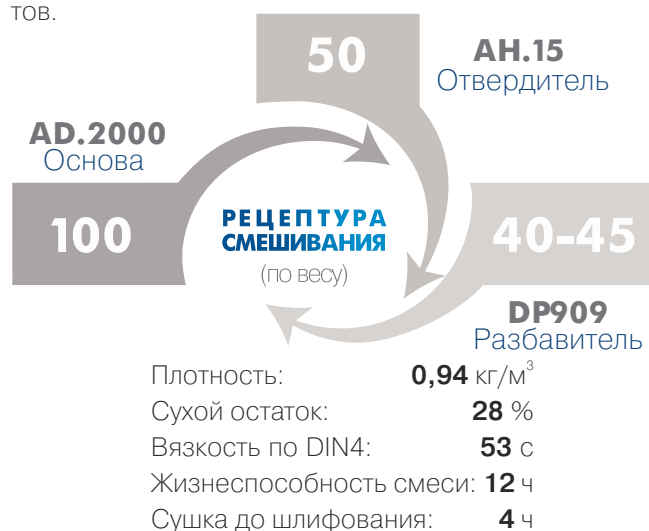 тов.
50
AH.15
Отвердитель
AD.2000
Основа
100
РЕЦЕПТУРА
СМЕШИВАНИЯ
(по весу)
40-45
DP909
Разбавитель
Плотность: 0,94 кг/м³
Сухой остаток: 28 %
Вязкость по DIN4: 53 с
Жизнеспособность смеси: 12 ч
Сушка до шлифования: 4 ч